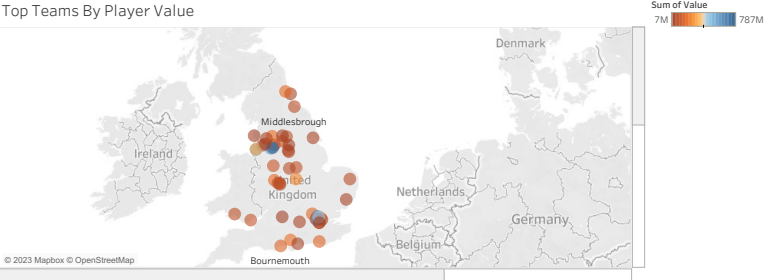 Top Teams By Player Value
Sum of Value
7M 787M
Denmark
Middlesbrough
Ireland
United
Kingdom
Netherlands
Germany
Belgium
Bournemouth
© 2023 Mapbox © OpenStreetMap